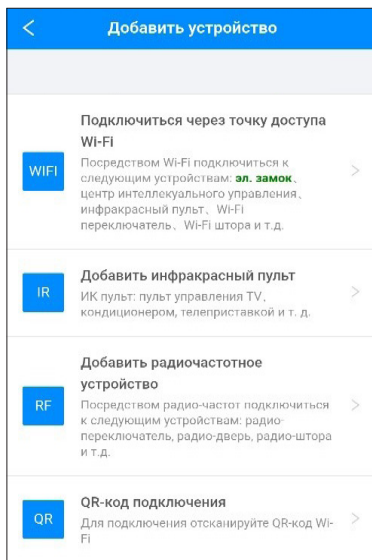 Добавить устройство
Подключиться через точку доступа
Wi-Fi
WIFI
Посредством Wi-Fi подключиться к
следующим устройствам: эл. замок、
центр интеллекуального управления、
инфракрасный пульт、Wi-Fi
переключатель、Wi-Fi штора и т.д.
Добавить инфракрасный пульт
IR
ИК пульт: пульт управления TV、
кондиционером, телеприставкой и т. д.
Добавить радиочастотное
устройство
RF
Посредством радио-частот подключиться
к следующим устройствам: радио-
переключатель, радио-дверь, радио-штора
и т.д.
QR-код подключения
QR
Для подключения отсканируйте QR-код Wi-
Fi